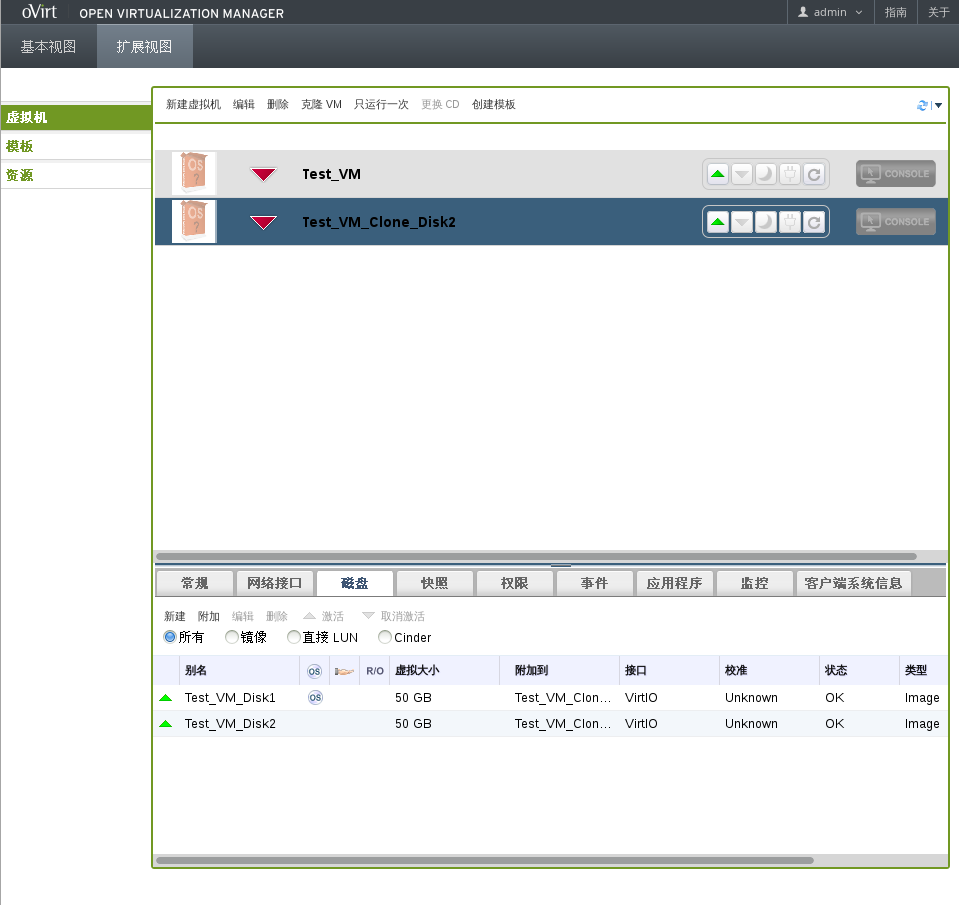 oVirt OPEN VIRTUALIZATION MANAGER admin 指南 关于
基本视图 扩展视图
新建虚拟机 编辑 删除 克隆 VM 只运行一次 更换 CD 创建模板
虚拟机
模板
资源
OS ? Test_VM CONSOLE
OS ? Test_VM_Clone_Disk2 CONSOLE
常规 网络接口 磁盘 快照 权限 事件 应用程序 监控 客户端系统信息
新建 附加 编辑 删除 激活 取消激活
所有 镜像 直接 LUN Cinder
别名 OS R/O 虚拟大小 附加到 接口 校准 状态 类型
Test_VM_Disk1 OS 50 GB Test_VM_Clon... VirtIO Unknown OK Image
Test_VM_Disk2 50 GB Test_VM_Clon... VirtIO Unknown OK Image